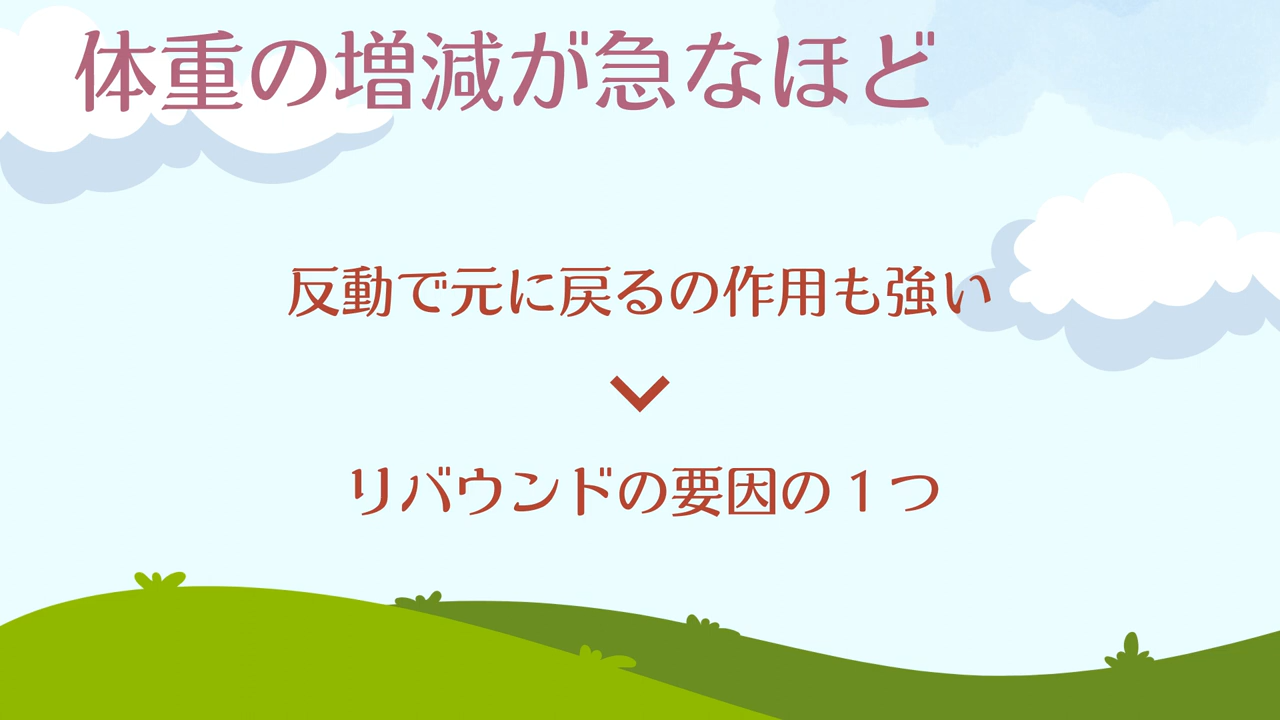 体重の増減が急なほど
反動で元に戻るの作用も強い
リバウンドの要因の１つ